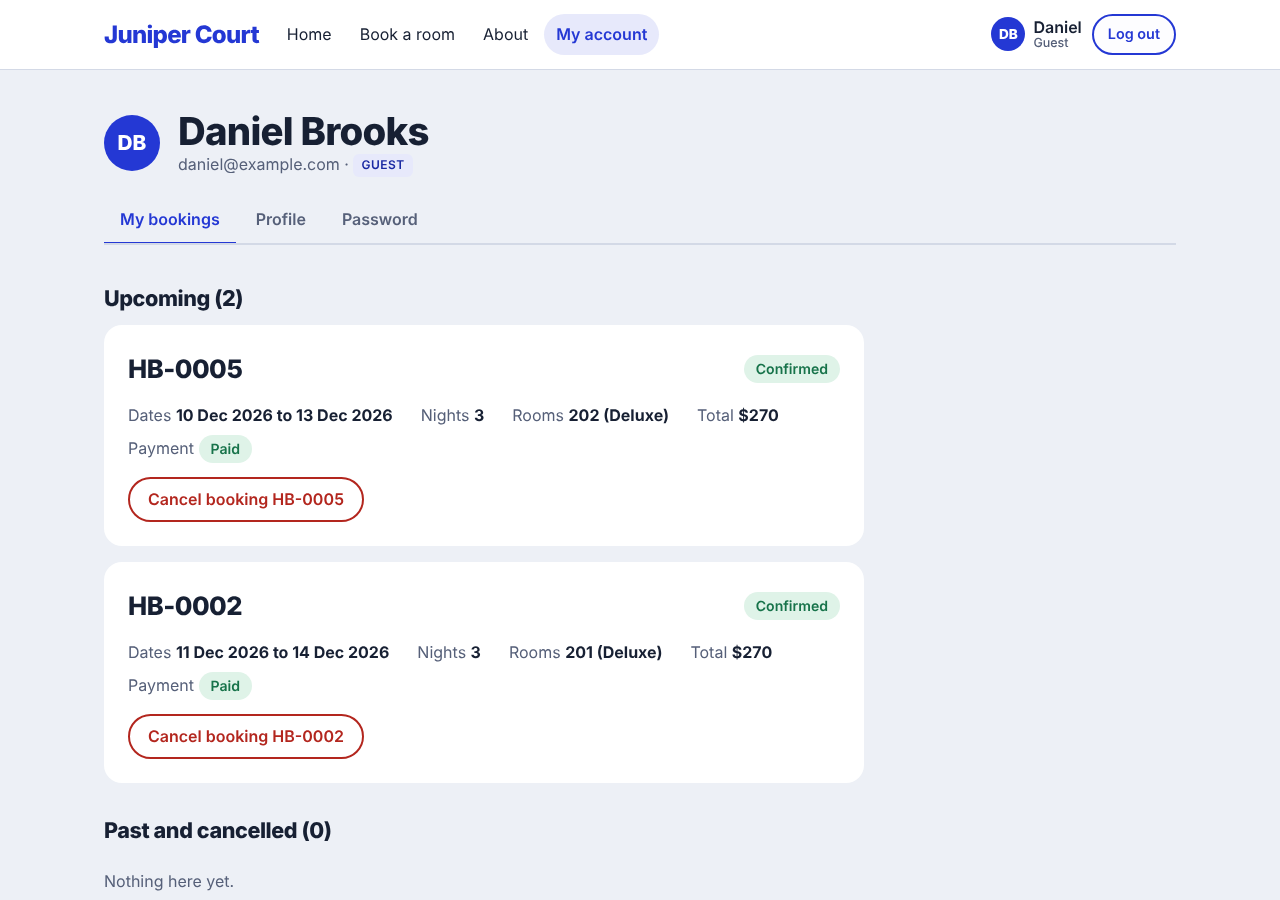 Juniper Court Home Book a room About My account DB Daniel Guest Log out
DB
Daniel Brooks
daniel@example.com · GUEST
My bookings Profile Password
Upcoming (2)
HB-0005 Confirmed
Dates 10 Dec 2026 to 13 Dec 2026 Nights 3 Rooms 202 (Deluxe) Total $270
Payment Paid
Cancel booking HB-0005
HB-0002 Confirmed
Dates 11 Dec 2026 to 14 Dec 2026 Nights 3 Rooms 201 (Deluxe) Total $270
Payment Paid
Cancel booking HB-0002
Past and cancelled (0)
Nothing here yet.